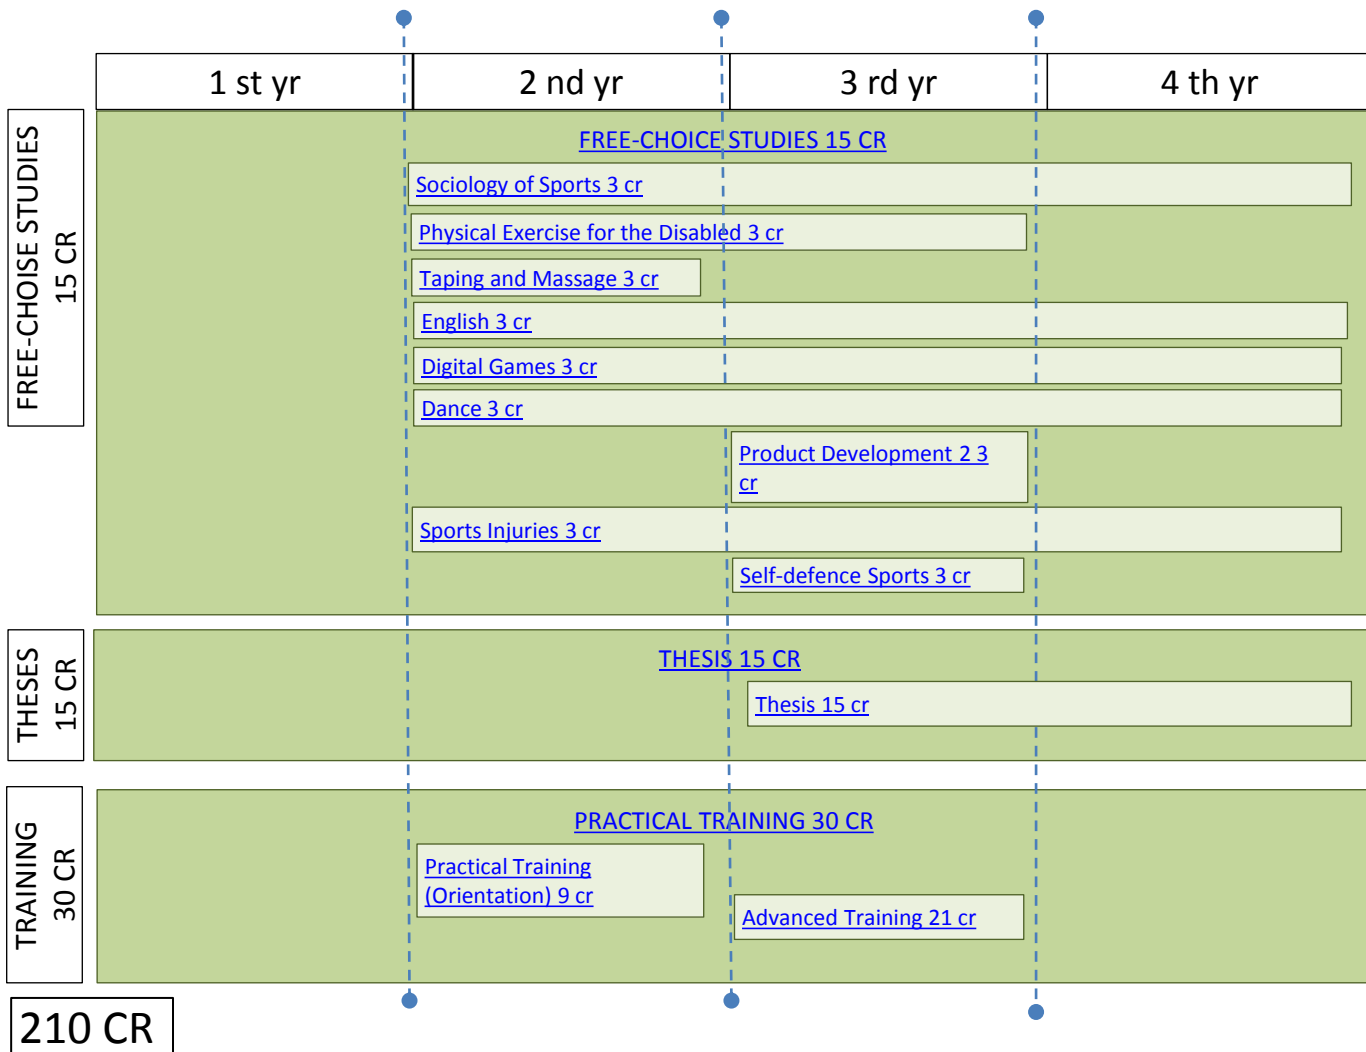 1 st yr
2 nd yr
3 rd yr
4 th yr
FREE-CHOISE STUDIES
15 CR
FREE-CHOICE STUDIES 15 CR
Sociology of Sports 3 cr
Physical Exercise for the Disabled 3 cr
Taping and Massage 3 cr
English 3 cr
Digital Games 3 cr
Dance 3 cr
Product Development 2 3
cr
Sports Injuries 3 cr
Self-defence Sports 3 cr
THESES
15 CR
THESIS 15 CR
Thesis 15 cr
TRAINING
30 CR
PRACTICAL TRAINING 30 CR
Practical Training
(Orientation) 9 cr
Advanced Training 21 cr
210 CR